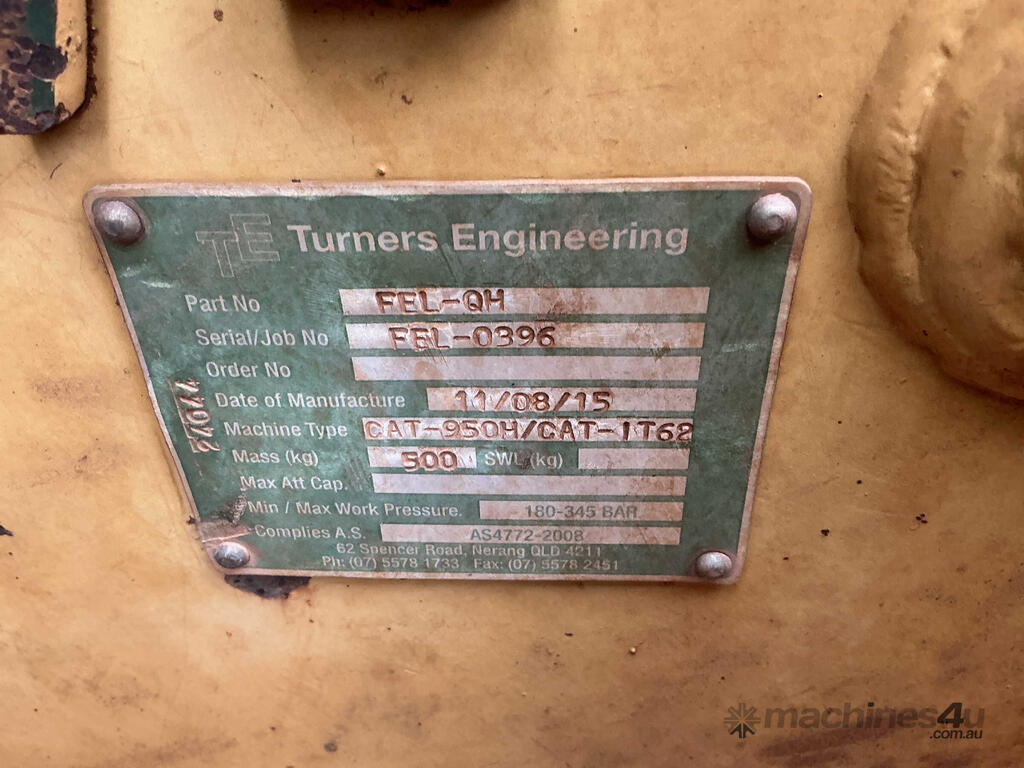 TE Turners Engineering
Part No FEL-QH
Serial/Job No FEL-0396
Order No
Date of Manufacture 11/08/15
Machine Type CAT-950H/CAT-IT62
Mass (kg) 500 SWL (kg)
Max Att Cap.
Min / Max Work Pressure. 180-345 BAR
Complies A.S. AS4772-2008
62 Spencer Road, Nerang QLD 4211
Ph: (07) 5578 1733 Fax: (07) 5578 2451
machines4u
.com.au